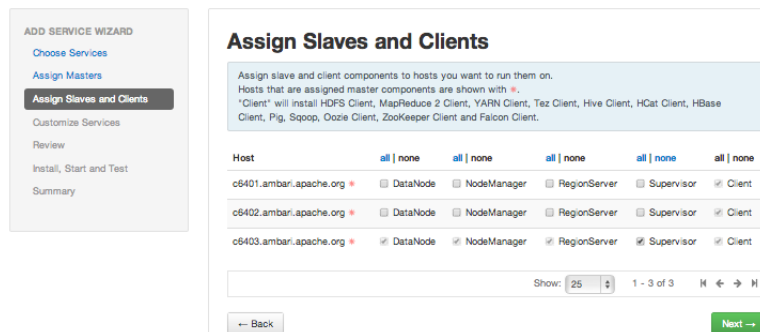 ADD SERVICE WIZARD
Choose Services
Assign Masters
Assign Slaves and Clients
Customize Services
Review
Install, Start and Test
Summary
Assign Slaves and Clients
Assign slave and client components to hosts you want to run them on.
Hosts that are assigned master components are shown with *.
"Client" will install HDFS Client, MapReduce 2 Client, YARN Client, Tez Client, Hive Client, HCat Client, HBase
Client, Pig, Sqoop, Oozie Client, ZooKeeper Client and Falcon Client.
Host all | none all | none all | none all | none all | none
c6401.ambari.apache.org * DataNode NodeManager RegionServer Supervisor Client
c6402.ambari.apache.org * DataNode NodeManager RegionServer Supervisor Client
c6403.ambari.apache.org * DataNode NodeManager RegionServer Supervisor Client
Show: 25 1 - 3 of 3
← Back Next →